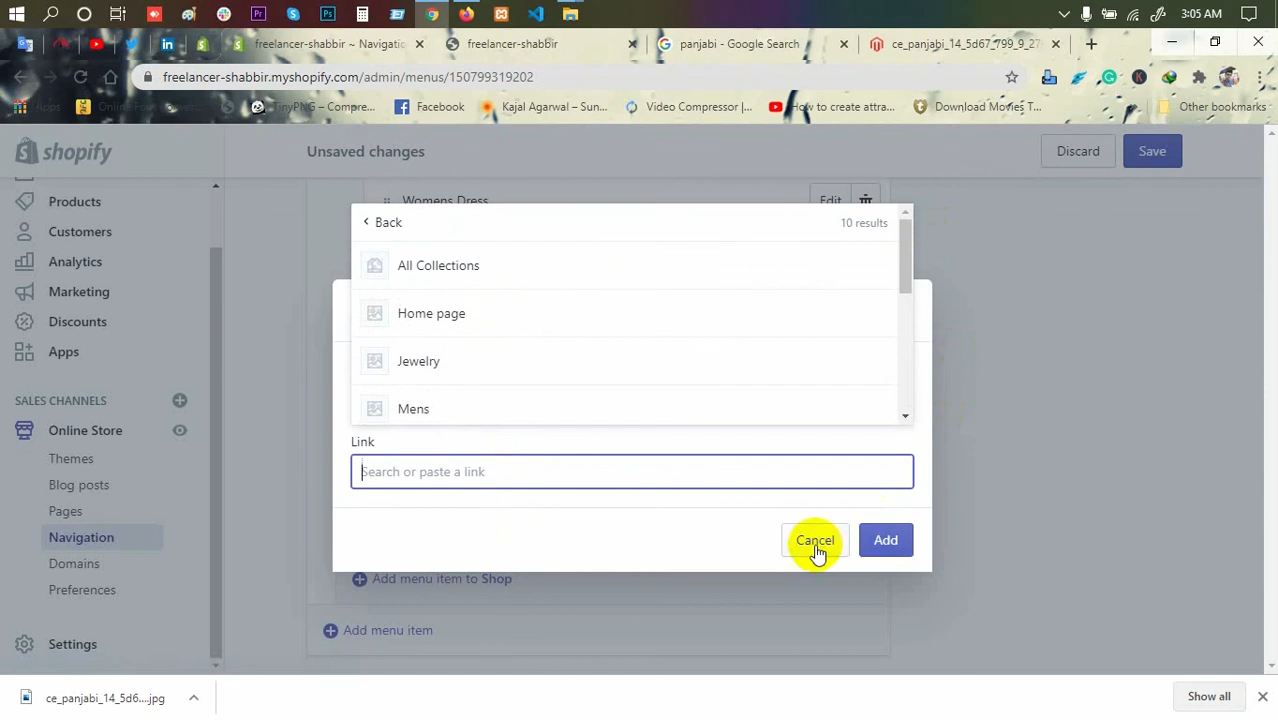 3:05 AM
freelancer-shabbir ~ Navigatio
freelancer-shabbir
panjabi - Google Search
ce_panjabi_14_5d67_799_9_27
freelancer-shabbir.myshopify.com/admin/menus/150799319202
Apps
TinyPNG – Compre...
Facebook
Kajal Agarwal – Sun...
Video Compressor |...
How to create attra...
Download Movies T...
Other bookmarks
shopify
Unsaved changes
Discard
Save
Products
Customers
Analytics
Marketing
Discounts
Apps
SALES CHANNELS
Online Store
Themes
Blog posts
Pages
Navigation
Domains
Preferences
Settings
Womens Dress
Edit
Back
10 results
All Collections
Home page
Jewelry
Mens
Link
Search or paste a link
Cancel
Add
Add menu item to Shop
Add menu item
ce_panjabi_14_5d6....jpg
Show all